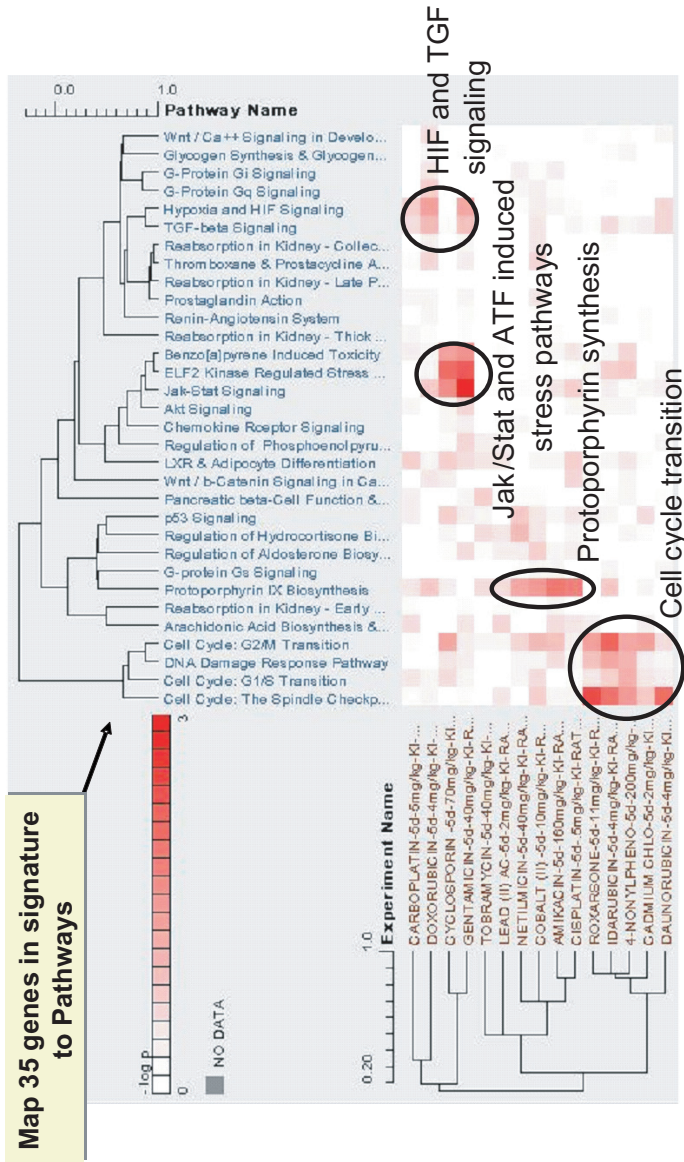 Map 35 genes in signature
to Pathways
- log P
0
3
NO DATA
0.0
1.0
Pathway Name
Wnt / Ca++ Signaling in Develo...
Glycogen Synthesis & Glycogen...
G-Protein Gi Signaling
G-Protein Gq Signaling
Hypoxia and HIF Signaling
TGF-beta Signaling
Reabsorption in Kidney - Collec...
Thromboxane & Prostacycline A...
Reabsorption in Kidney - Late P...
Prostaglandin Action
Renin-Angiotensin System
Reabsorption in Kidney - Thick ...
Benzo[a]pyrene Induced Toxicity
ELF2 Kinase Regulated Stress ...
Jak-Stat Signaling
Akt Signaling
Chemokine Rceptor Signaling
Regulation of Phosphoenolpyru...
LXR & Adipocyte Differentiation
Wnt / b-Catenin Signaling in Ca...
Pancreatic beta-Cell Function &...
p53 Signaling
Regulation of Hydrocortisone Bi...
Regulation of Aldosterone Biosy...
G-protein Gs Signaling
Protoporphyrin IX Biosynthesis
Reabsorption in Kidney - Early ...
Arachidonic Acid Biosynthesis &...
Cell Cycle: G2/M Transition
DNA Damage Response Pathway
Cell Cycle: G1/S Transition
Cell Cycle: The Spindle Checkp...
0.20
1.0
Experiment Name
CARBOPLATIN-5d-5mg/kg-KI-...
DOXORUBICIN-5d-4mg/kg-KI-...
CYCLOSPORIN -5d-70mg/kg-KI...
GENTAMICIN-5d-40mg/kg-KI-R...
TOBRAMYCIN-5d-40mg/kg-KI-...
LEAD (II) AC-5d-2mg/kg-KI-RA...
NETILMICIN-5d-40mg/kg-KI-RA...
COBALT (II) -5d-10mg/kg-KI-R...
AMIKACIN-5d-160mg/kg-KI-RA...
CISPLATIN-5d-.5mg/kg-KI-RAT...
ROXARSONE-5d-11mg/kg-KI-R...
IDARUBICIN-5d-4mg/kg-KI-RA...
4-NONYLPHENO-5d-200mg/kg-...
CADMIUM CHLO-5d-2mg/kg-KI...
DAUNORUBICIN-5d-4mg/kg-KI...
HIF and TGF
signaling
Jak/Stat and ATF induced
stress pathways
Protoporphyrin synthesis
Cell cycle transition